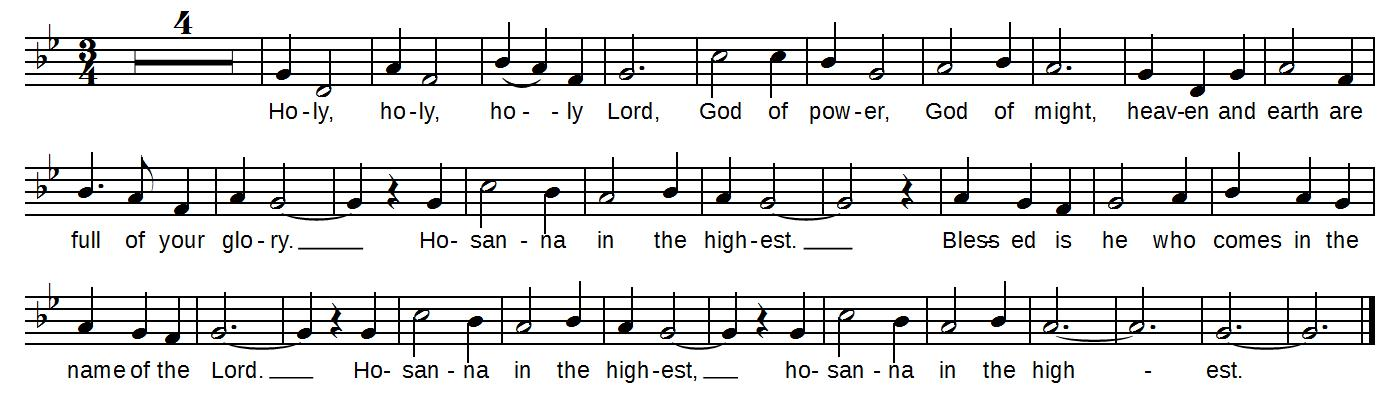 4
3
4
Ho - ly, ho - ly, ho - - ly Lord, God of pow - er, God of might, heav - en and earth are
full of your glo - ry. Ho- san - na in the high - est. Bless- ed is he who comes in the
name of the Lord. Ho- san - na in the high - est, ho- san - na in the high - est.